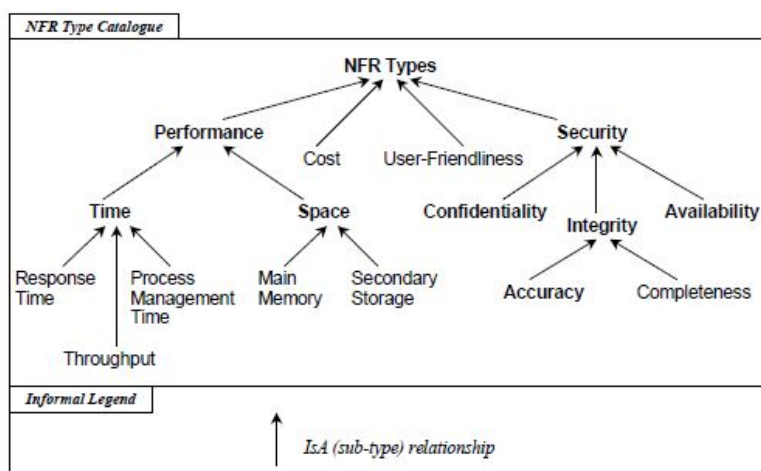 NFR Type Catalogue
NFR Types
Performance
Cost
User-Friendliness
Security
Time
Space
Confidentiality
Integrity
Availability
Response
Time
Process
Management
Time
Main
Memory
Secondary
Storage
Accuracy
Completeness
Throughput
Informal Legend
IsA (sub-type) relationship